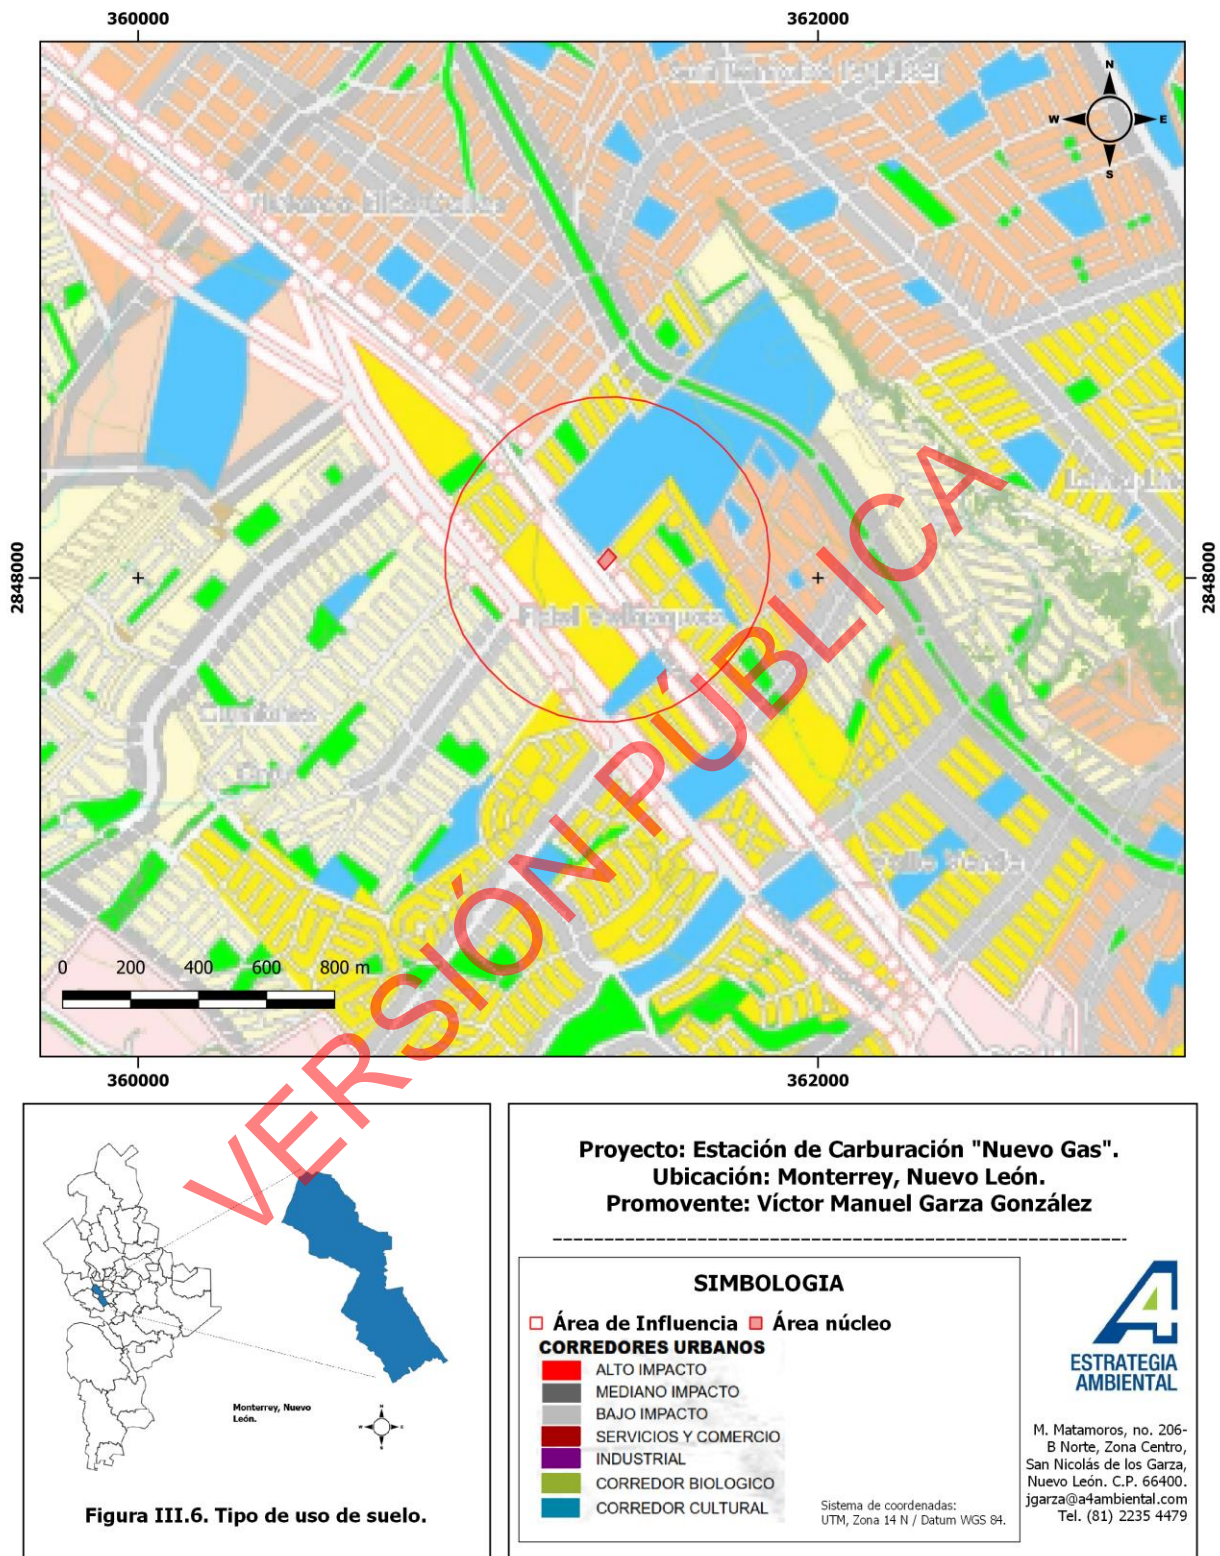 360000
362000
N
W
E
S
2848000
2848000
Fidel Velázquez
Valle Verde
0
200
400
600
800 m
360000
362000
VERSIÓN PÚBLICA
Monterrey, Nuevo
León.
Figura III.6. Tipo de uso de suelo.
Proyecto: Estación de Carburación "Nuevo Gas".
Ubicación: Monterrey, Nuevo León.
Promovente: Víctor Manuel Garza González
SIMBOLOGIA
Área de Influencia
Área núcleo
CORREDORES URBANOS
ALTO IMPACTO
MEDIANO IMPACTO
BAJO IMPACTO
SERVICIOS Y COMERCIO
INDUSTRIAL
CORREDOR BIOLOGICO
CORREDOR CULTURAL
Sistema de coordenadas:
UTM, Zona 14 N / Datum WGS 84.
ESTRATEGIA
AMBIENTAL
M. Matamoros, no. 206-
B Norte, Zona Centro,
San Nicolás de los Garza,
Nuevo León. C.P. 66400.
jgarza@a4ambiental.com
Tel. (81) 2235 4479